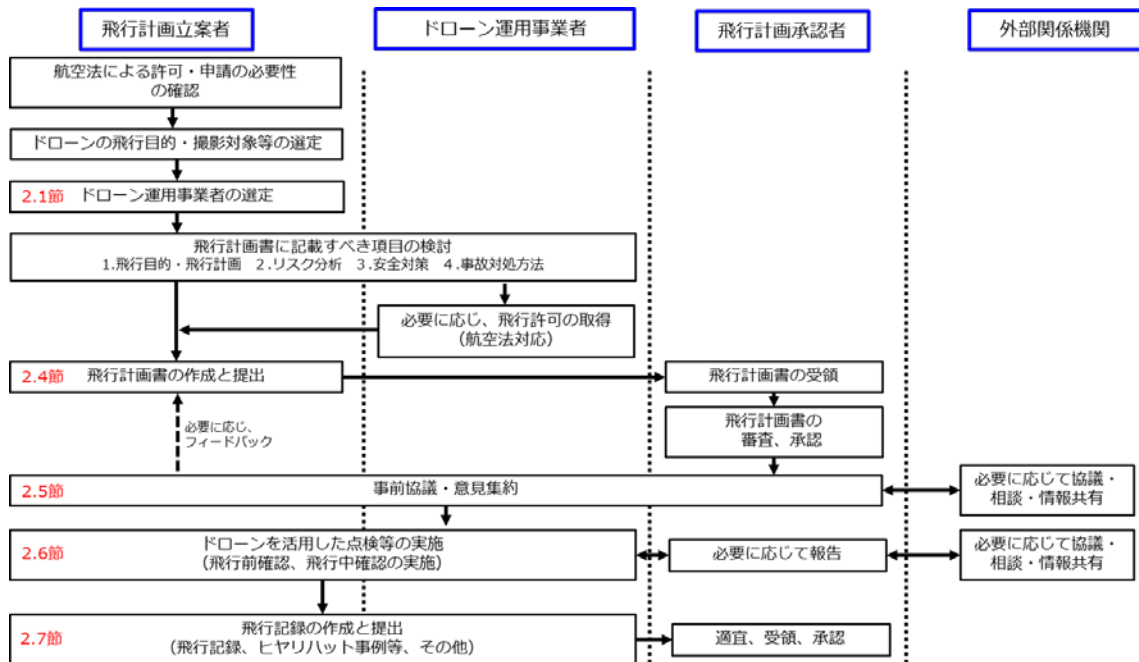 飛行計画立案者
ドローン運用事業者
飛行計画承認者
外部関係機関
航空法による許可・申請の必要性
の確認
ドローンの飛行目的・撮影対象等の選定
2.1節 ドローン運用事業者の選定
飛行計画書に記載すべき項目の検討
1.飛行目的・飛行計画 2.リスク分析 3.安全対策 4.事故対処方法
必要に応じ、飛行許可の取得
(航空法対応)
2.4節 飛行計画書の作成と提出
飛行計画書の受領
飛行計画書の
審査、承認
必要に応じ、
フィードバック
2.5節 事前協議・意見集約
必要に応じて協議・
相談・情報共有
2.6節
ドローンを活用した点検等の実施
(飛行前確認、飛行中確認の実施)
必要に応じて報告
必要に応じて協議・
相談・情報共有
2.7節
飛行記録の作成と提出
(飛行記録、ヒヤリハット事例等、その他)
適宜、受領、承認